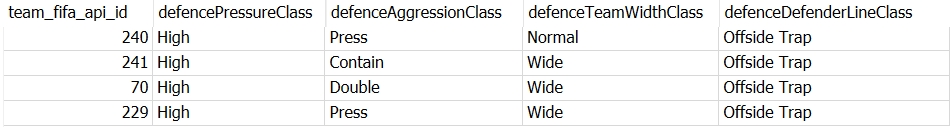 team_fifa_api_id defencePressureClass defenceAggressionClass defenceTeamWidthClass defenceDefenderLineClass
240 High Press Normal Offside Trap
241 High Contain Wide Offside Trap
70 High Double Wide Offside Trap
229 High Press Wide Offside Trap